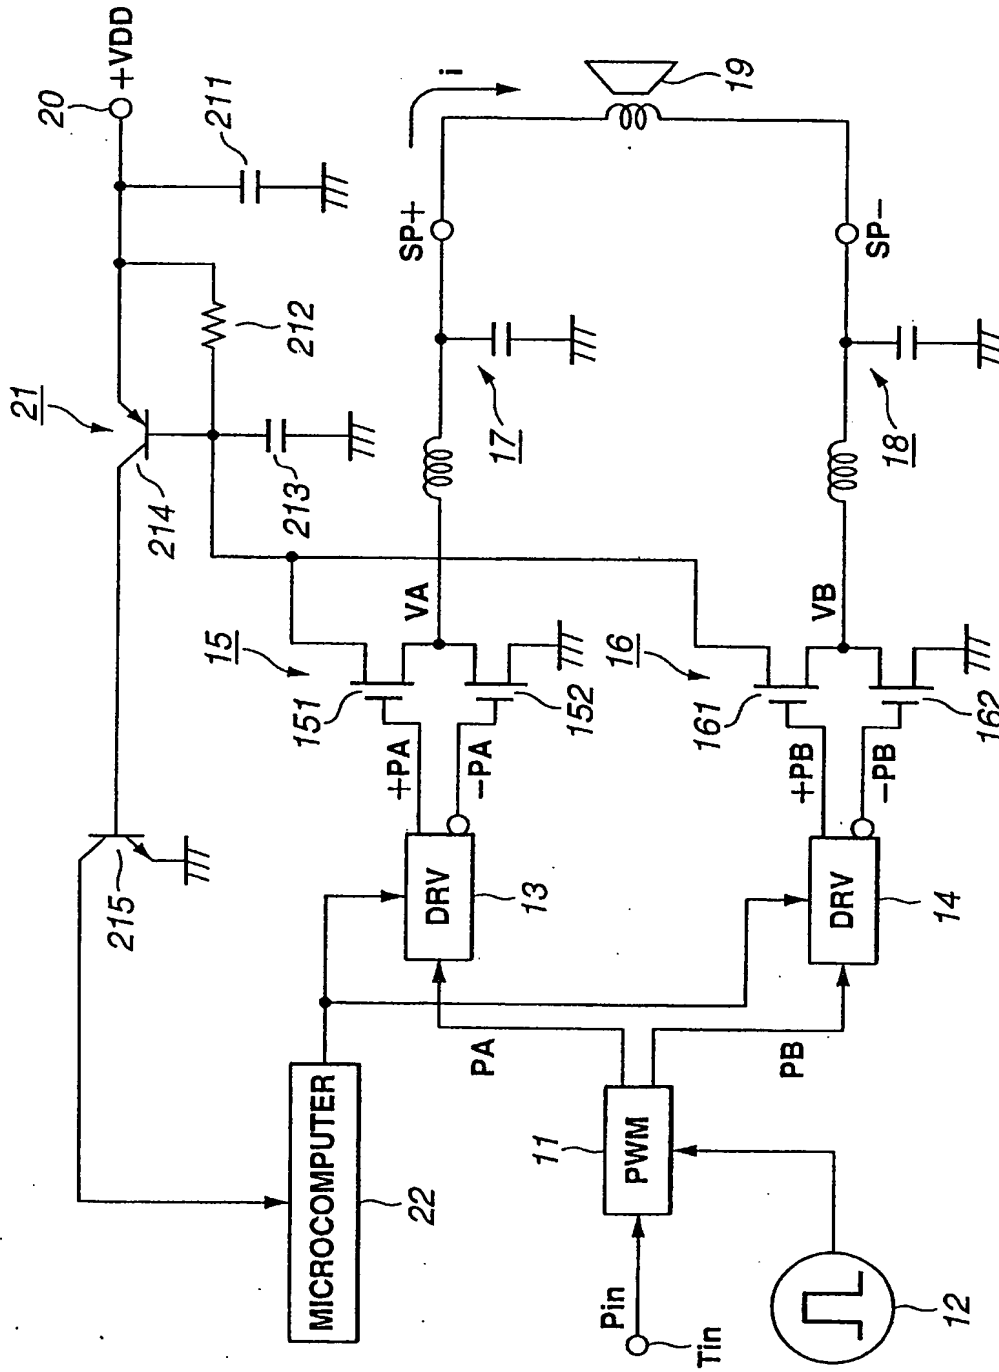 20
+VDD
211
212
21
214
213
SP+
i
19
17
SP-
18
VA
15
151
152
VB
16
161
162
+PA
-PA
+PB
-PB
215
DRV
13
DRV
14
MICROCOMPUTER
22
PA
PB
11
PWM
Pin
Tin
12